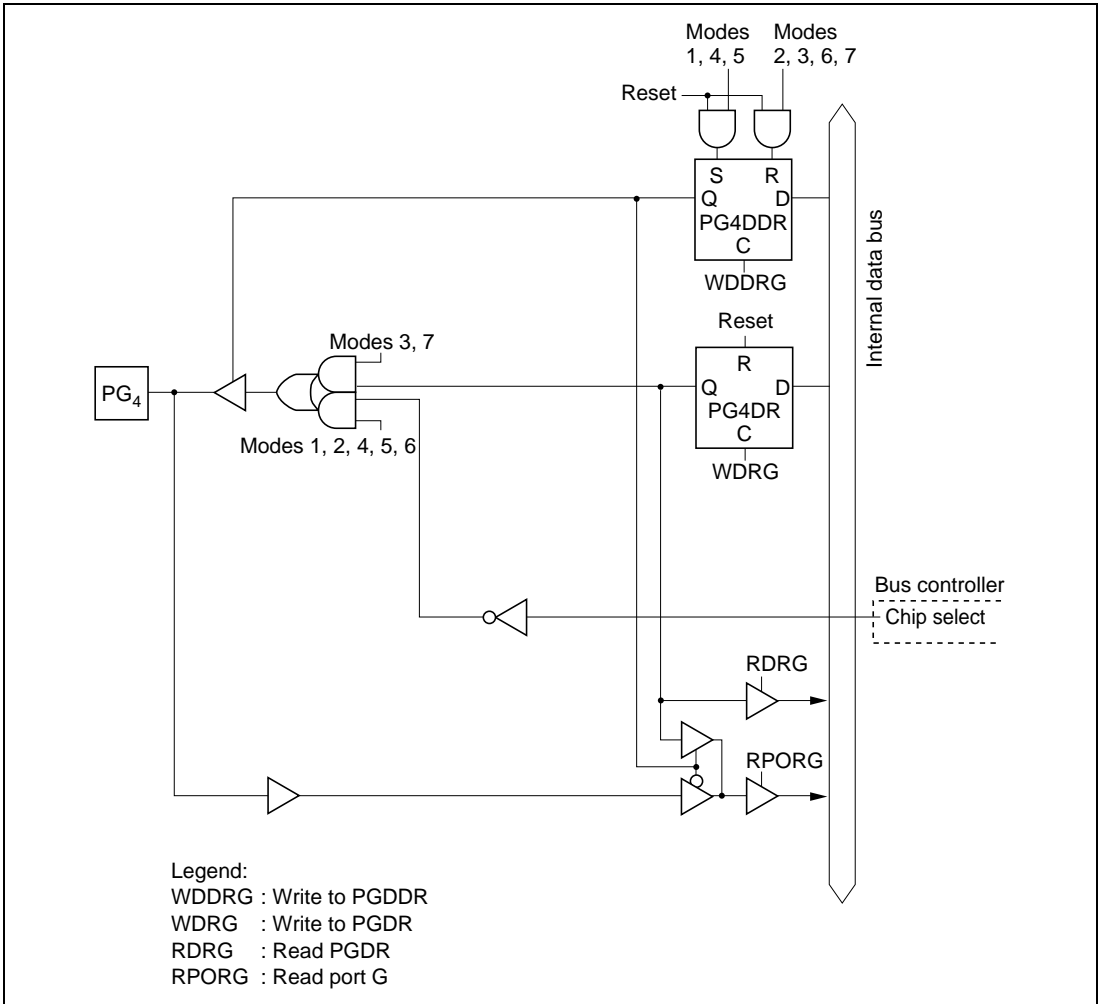 Modes
1, 4, 5
Modes
2, 3, 6, 7
Reset
S R
Q D
PG4DDR
C
WDDRG
Internal data bus
Reset
Modes 3, 7
R
PG₄
Q D
PG4DR
C
Modes 1, 2, 4, 5, 6
WDRG
Bus controller
Chip select
RDRG
RPORG
Legend:
WDDRG : Write to PGDDR
WDRG : Write to PGDR
RDRG : Read PGDR
RPORG : Read port G